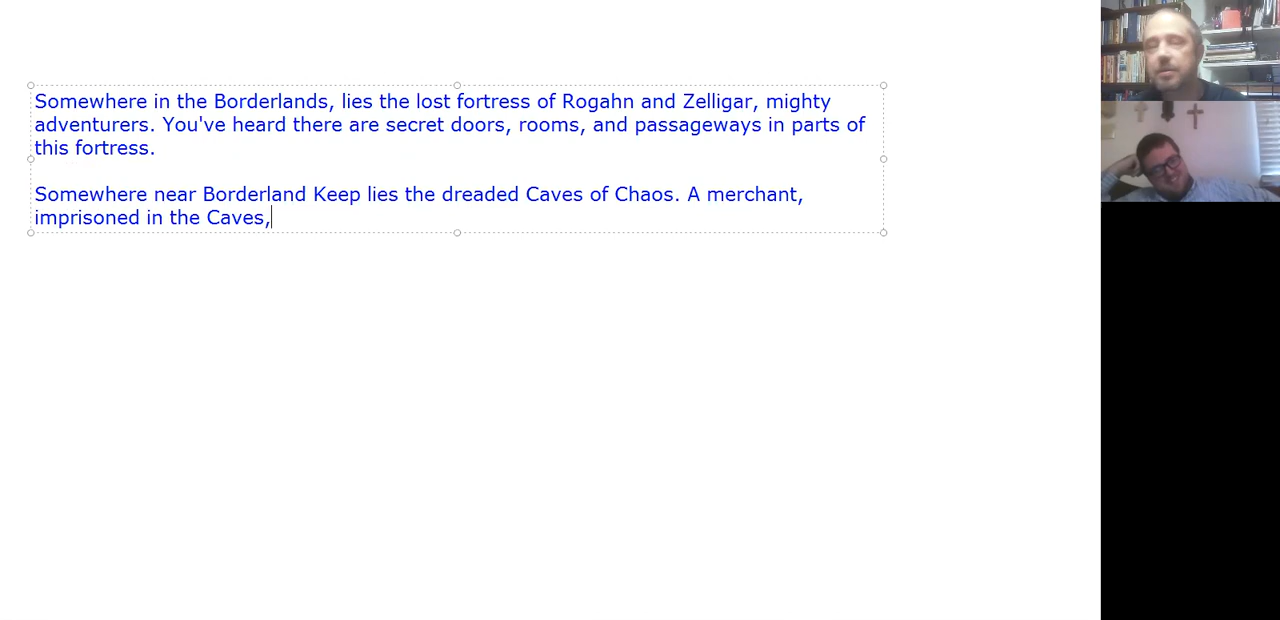 Somewhere in the Borderlands, lies the lost fortress of Rogahn and Zelligar, mighty
adventurers. You've heard there are secret doors, rooms, and passageways in parts of
this fortress.
Somewhere near Borderland Keep lies the dreaded Caves of Chaos. A merchant,
imprisoned in the Caves,